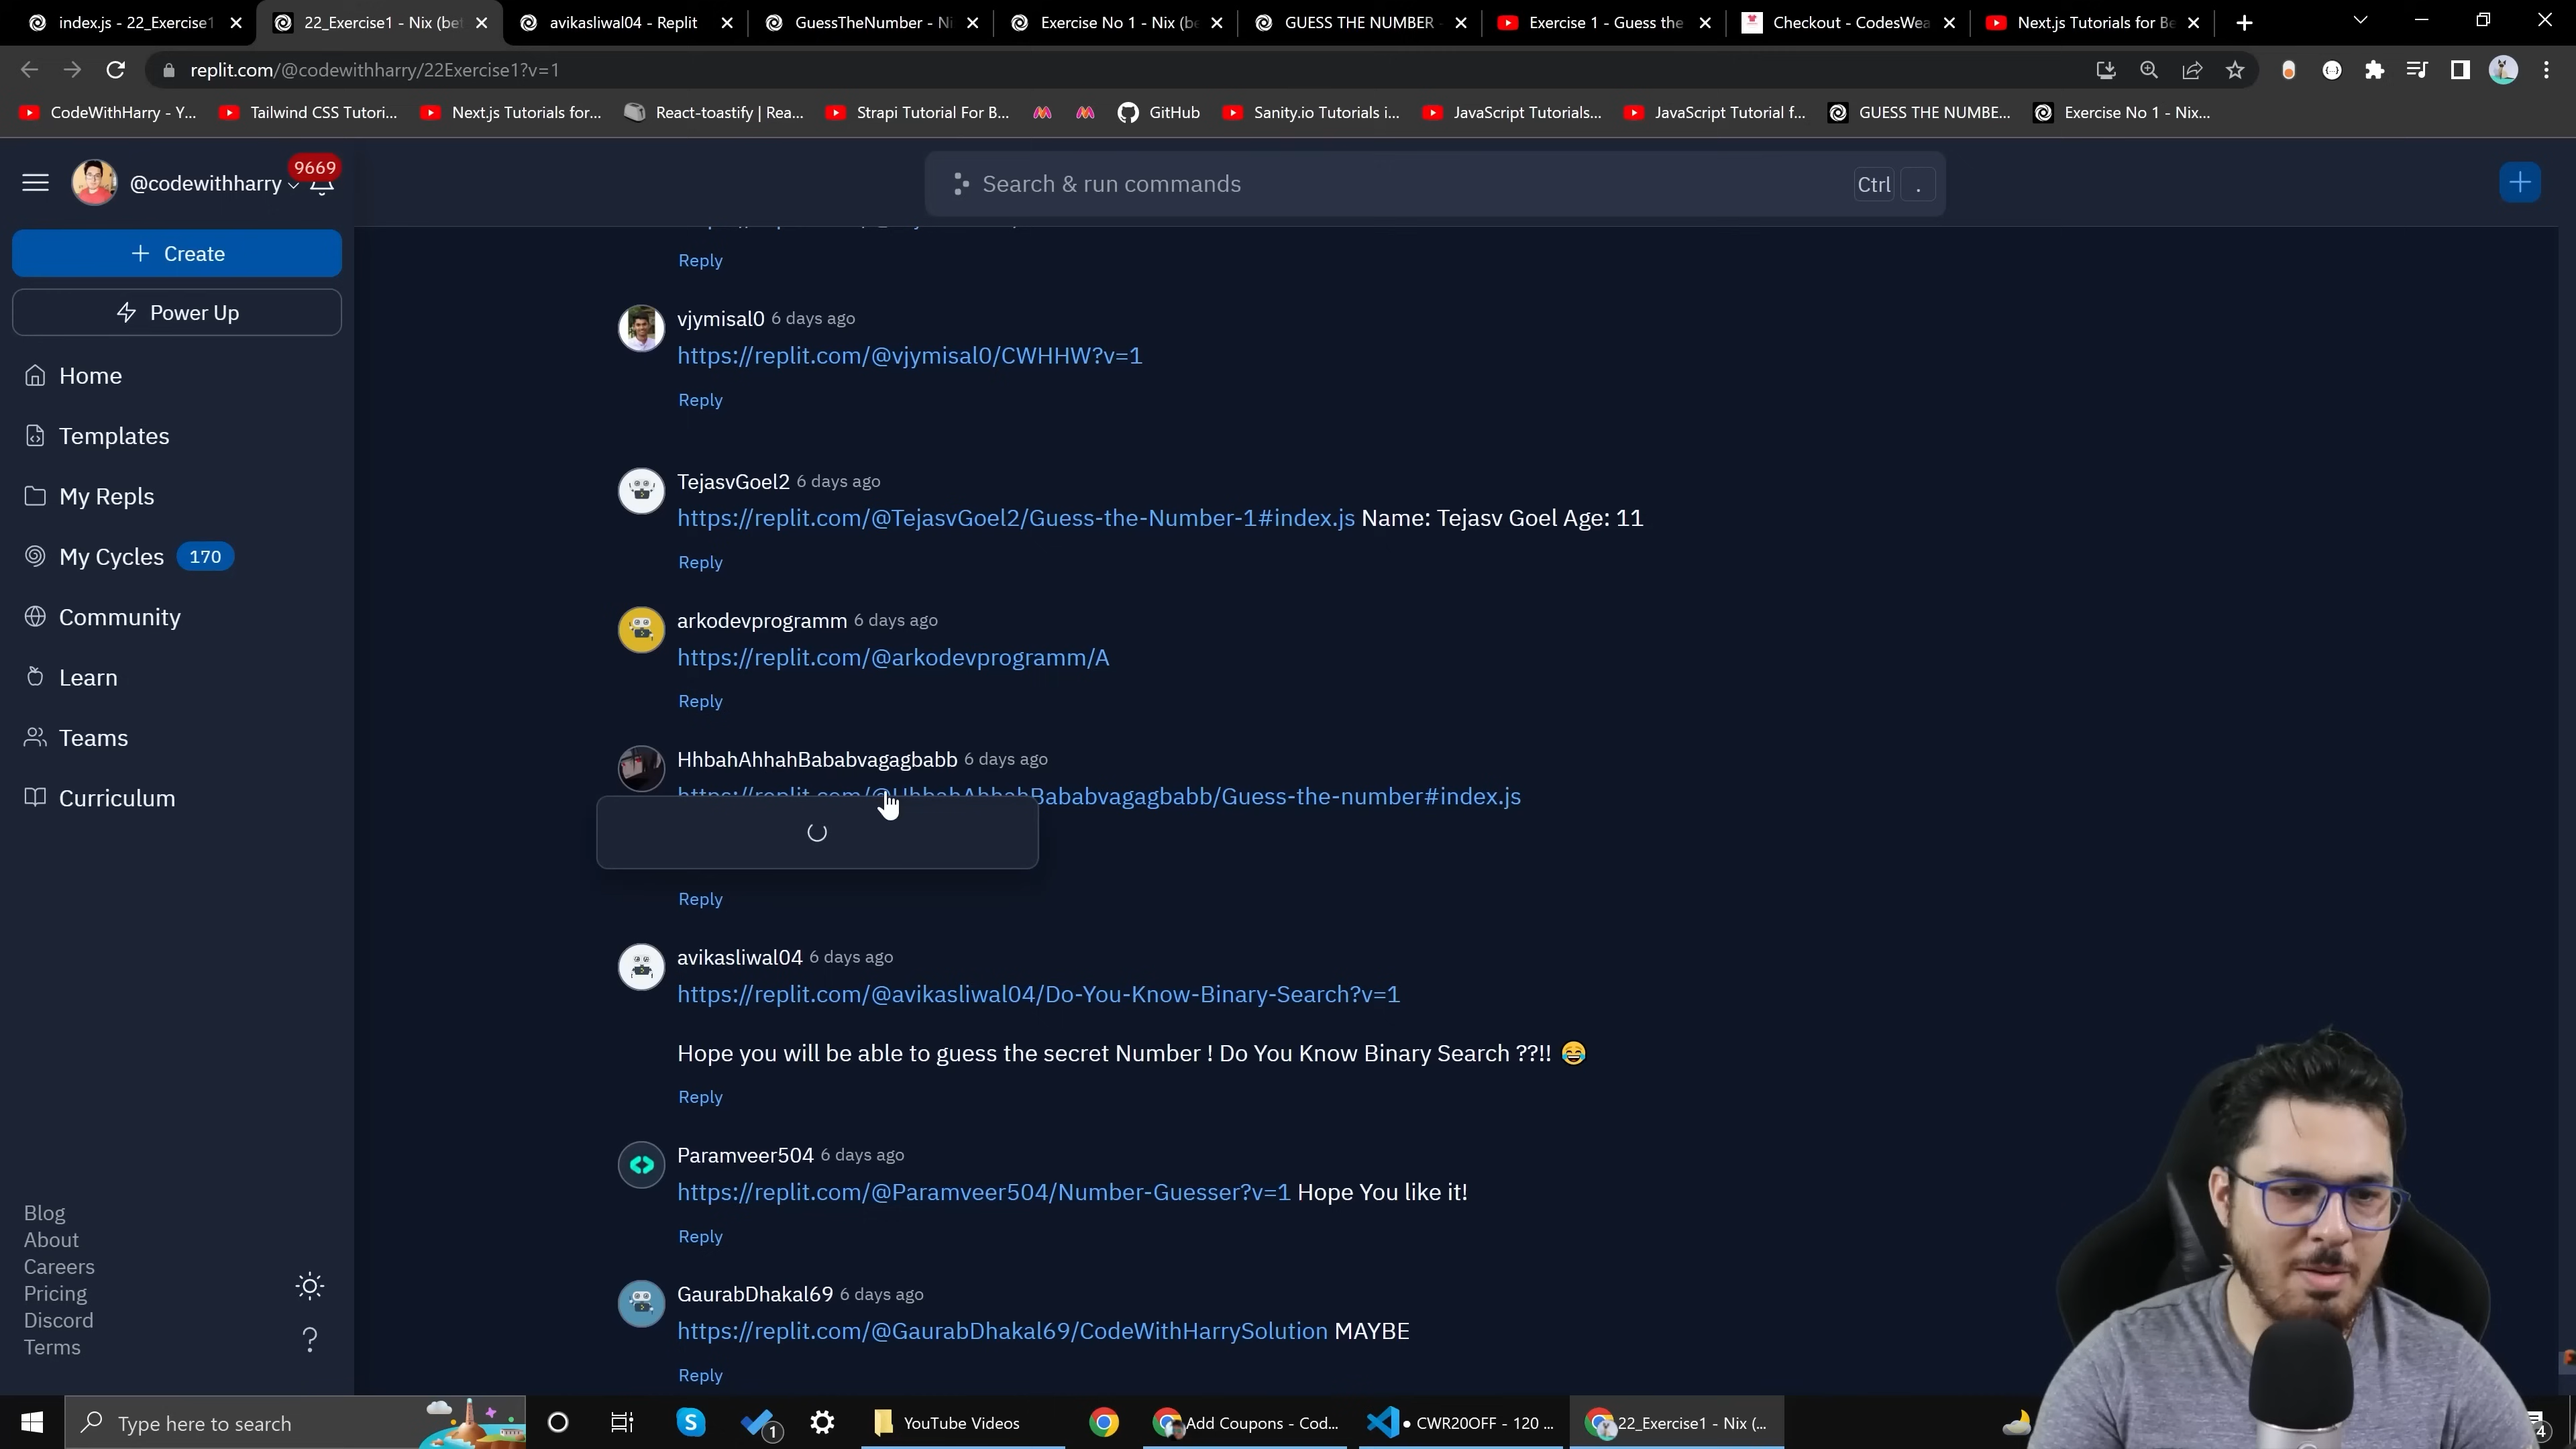 index.js - 22_Exercise1
22_Exercise1 - Nix (bet
avikasliwal04 - Replit
GuessTheNumber - Ni
Exercise No 1 - Nix (be
GUESS THE NUMBER -
Exercise 1 - Guess the
Checkout - CodesWea
Next.js Tutorials for Be
replit.com/@codewithharry/22Exercise1?v=1
CodeWithHarry - Y...
Tailwind CSS Tutori...
Next.js Tutorials for...
React-toastify | Rea...
Strapi Tutorial For B...
GitHub
Sanity.io Tutorials i...
JavaScript Tutorials...
JavaScript Tutorial f...
GUESS THE NUMBE...
Exercise No 1 - Nix...
@codewithharry
9669
Search & run commands
Ctrl .
Create
Power Up
Home
Templates
My Repls
My Cycles 170
Community
Learn
Teams
Curriculum
Blog
About
Careers
Pricing
Discord
Terms
Reply
vjymisal0 6 days ago
https://replit.com/@vjymisal0/CWHHW?v=1
Reply
TejasvGoel2 6 days ago
https://replit.com/@TejasvGoel2/Guess-the-Number-1#index.js Name: Tejasv Goel Age: 11
Reply
arkodevprogramm 6 days ago
https://replit.com/@arkodevprogramm/A
Reply
HhbahAhhahBababvagagbabb 6 days ago
https://replit.com/@HhbahAhhahBababvagagbabb/Guess-the-number#index.js
Reply
avikasliwal04 6 days ago
https://replit.com/@avikasliwal04/Do-You-Know-Binary-Search?v=1
Hope you will be able to guess the secret Number ! Do You Know Binary Search ??!! 😂
Reply
Paramveer504 6 days ago
https://replit.com/@Paramveer504/Number-Guesser?v=1 Hope You like it!
Reply
GaurabDhakal69 6 days ago
https://replit.com/@GaurabDhakal69/CodeWithHarrySolution MAYBE
Reply
Type here to search
1
YouTube Videos
Add Coupons - Cod...
• CWR20OFF - 120 ...
22_Exercise1 - Nix (...
4